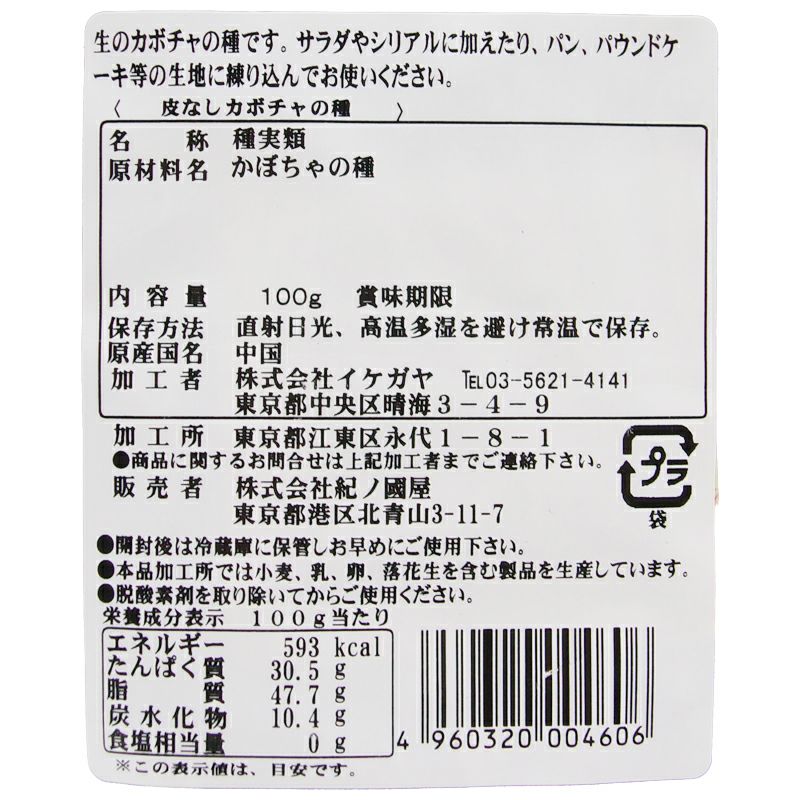 生のカボチャの種です。サラダやシリアルに加えたり、パン、パウンドケ
ーキ等の生地に練り込んでお使いください。
〈 皮なしカボチャの種 〉
名称 種実類
原材料名 かぼちゃの種
内容量 100g 賞味期限
保存方法 直射日光、高温多湿を避け常温で保存。
原産国名 中国
加工者 株式会社イケガヤ TEL03-5621-4141
東京都中央区晴海3-4-9
加工所 東京都江東区永代1-8-1
●商品に関するお問合せは上記加工者までご連絡下さい。
販売者 株式会社紀ノ國屋
東京都港区北青山3-11-7
プラ
袋
●開封後は冷蔵庫に保管しお早めにご使用下さい。
●本品加工所では小麦、乳、卵、落花生を含む製品を生産しています。
●脱酸素剤を取り除いてからご使用ください。
栄養成分表示 100g当たり
エネルギー 593 kcal
たんぱく質 30.5 g
脂質 47.7 g
炭水化物 10.4 g
食塩相当量 0 g
※この表示値は、目安です。
4 960320 004606